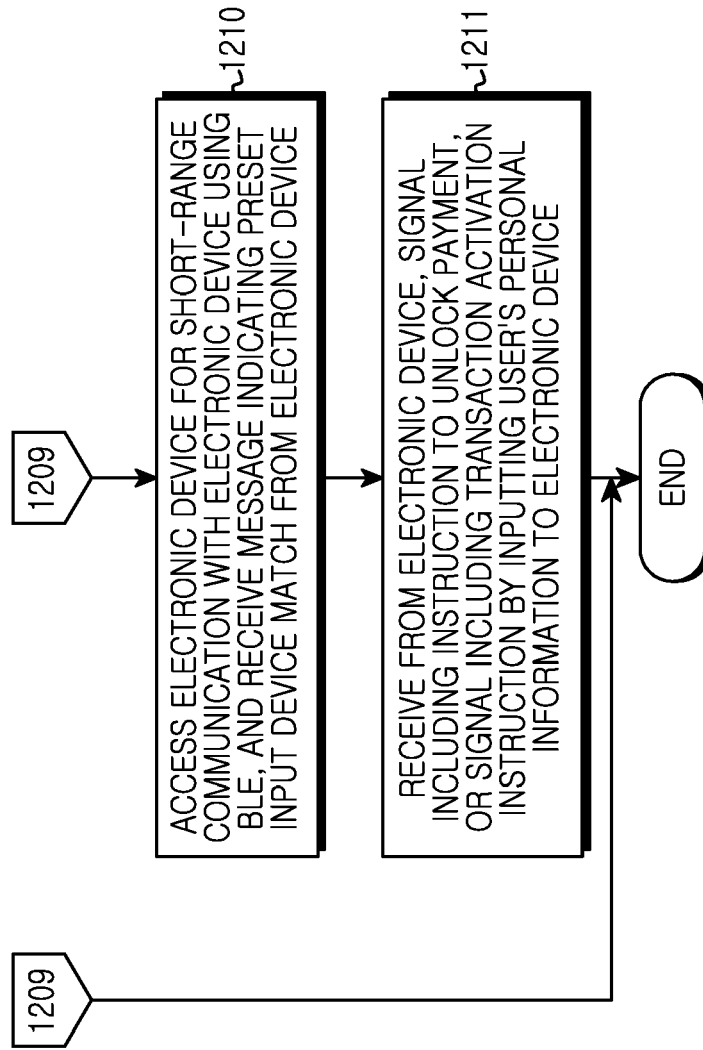 1209
1209
ACCESS ELECTRONIC DEVICE FOR SHORT-RANGE
COMMUNICATION WITH ELECTRONIC DEVICE USING
BLE, AND RECEIVE MESSAGE INDICATING PRESET
INPUT DEVICE MATCH FROM ELECTRONIC DEVICE
1210
RECEIVE FROM ELECTRONIC DEVICE, SIGNAL
INCLUDING INSTRUCTION TO UNLOCK PAYMENT,
OR SIGNAL INCLUDING TRANSACTION ACTIVATION
INSTRUCTION BY INPUTTING USER'S PERSONAL
INFORMATION TO ELECTRONIC DEVICE
1211
END